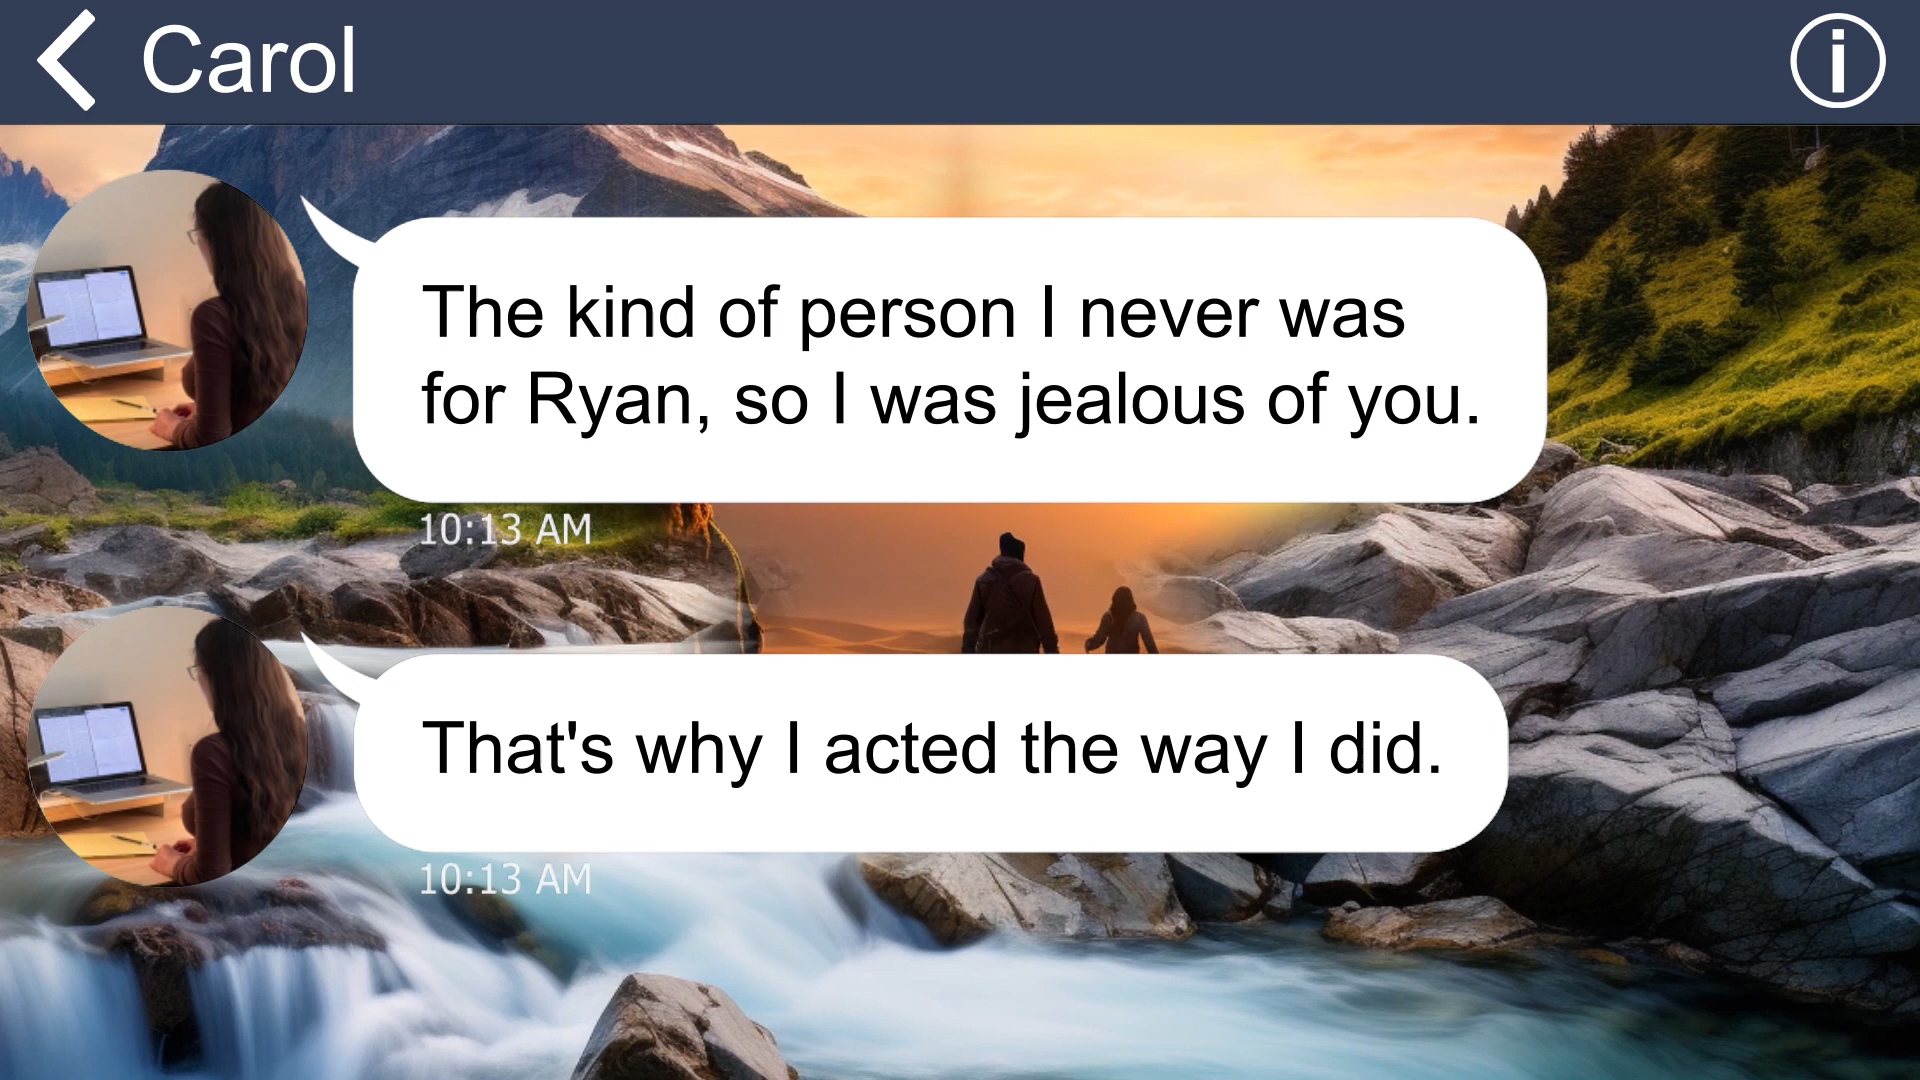 Carol
The kind of person I never was
for Ryan, so I was jealous of you.
10:13 AM
That's why I acted the way I did.
10:13 AM